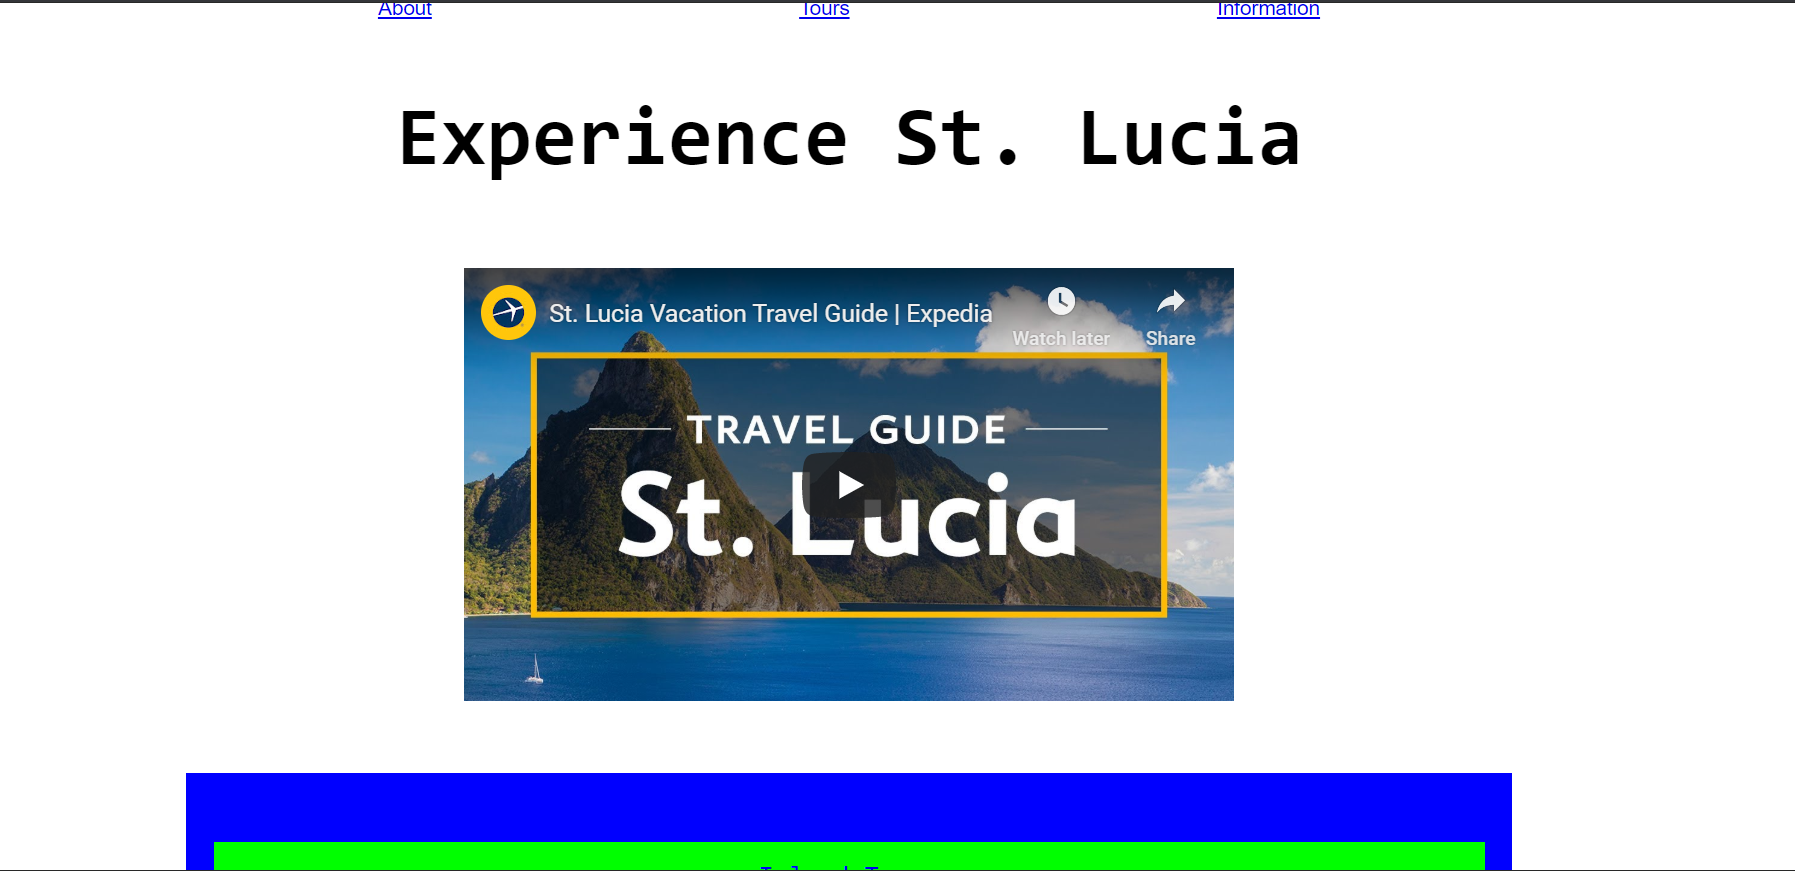 About Tours Information
Experience St. Lucia
St. Lucia Vacation Travel Guide | Expedia
Watch later Share
TRAVEL GUIDE
St. Lucia